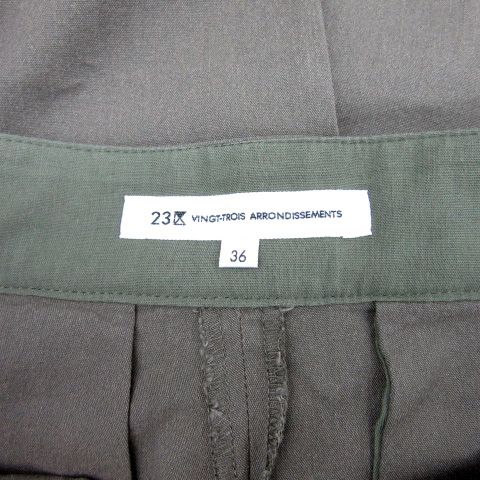 23区 VINGT-TROIS ARRONDISSEMENTS
36